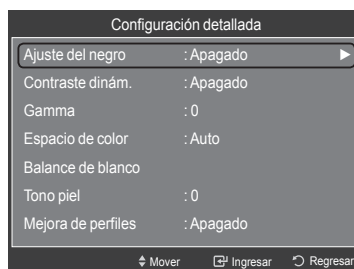 Configuración detallada
Ajuste del negro : Apagado
Contraste dinám. : Apagado
Gamma : 0
Espacio de color : Auto
Balance de blanco
Tono piel : 0
Mejora de perfiles : Apagado
Mover Ingresar Regresar